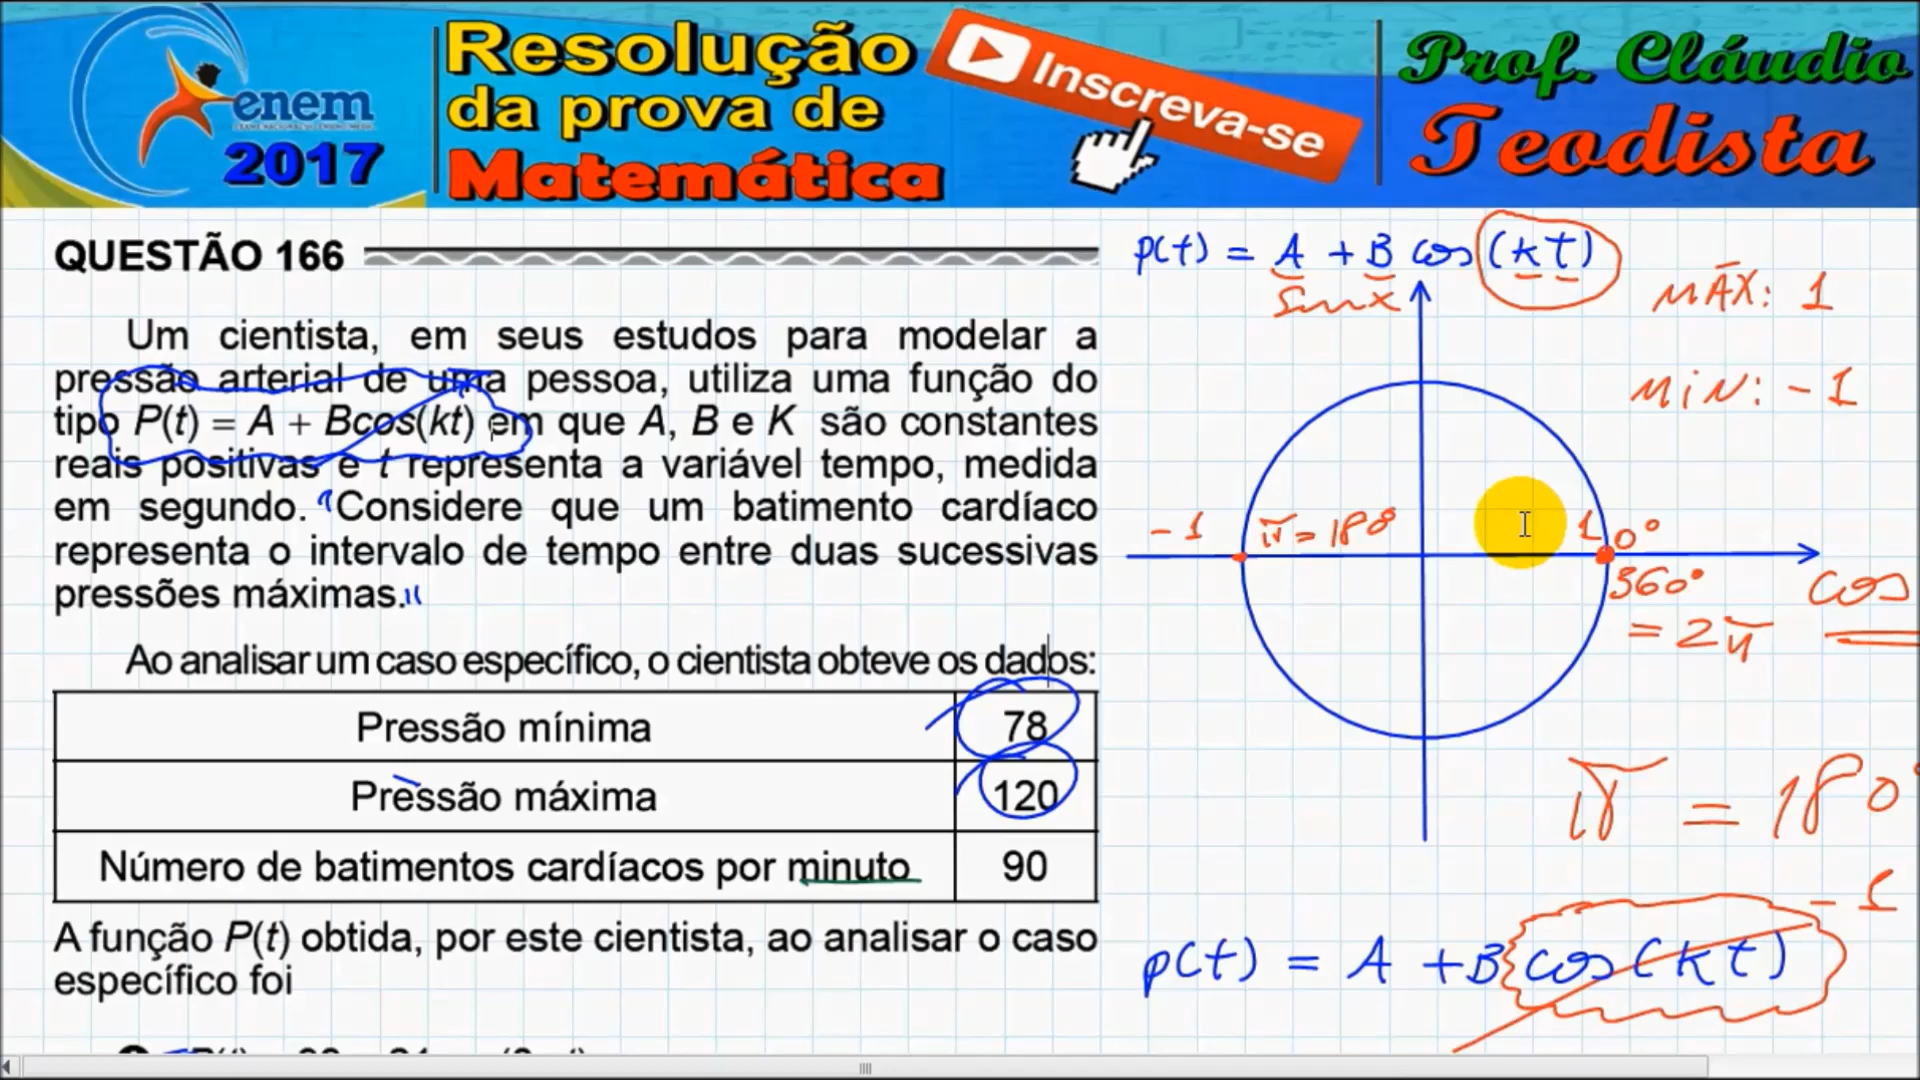 enem
2017
Resolução
da prova de
Matemática
Inscreva-se
Prof. Cláudio
Teodista
QUESTÃO 166
Um cientista, em seus estudos para modelar a
pressão arterial de uma pessoa, utiliza uma função do
tipo P(t) = A + Bcos(kt) em que A, B e K são constantes
reais positivas e t representa a variável tempo, medida
em segundo. "Considere que um batimento cardíaco
representa o intervalo de tempo entre duas sucessivas
pressões máximas."
Ao analisar um caso específico, o cientista obteve os dados:
Pressão mínima 78
Pressão máxima 120
Número de batimentos cardíacos por minuto 90
A função P(t) obtida, por este cientista, ao analisar o caso
específico foi
p(t) = A + B cos (kt)
MÁX: 1
MIN: -1
-1 π = 180° 1 0°
360° cos
= 2π
π = 180°
-1
p(t) = A + B cos(kt)